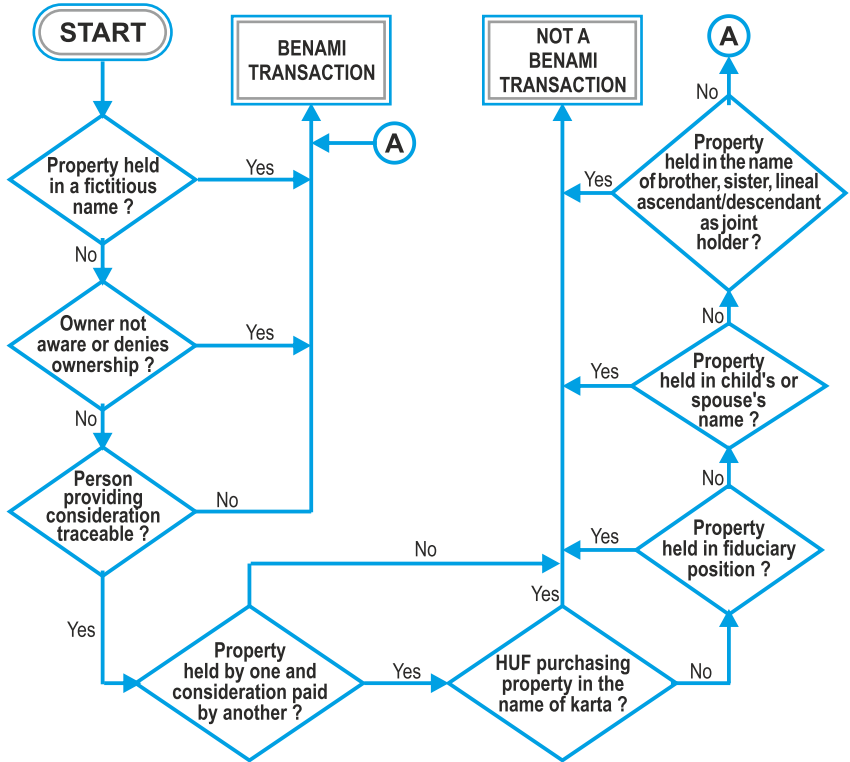 START
BENAMI
TRANSACTION
NOT A
BENAMI
TRANSACTION
A
No
Property held
in a fictitious
name ?
Yes
A
Property
held in the name
of brother, sister, lineal
ascendant/descendant
as joint
holder ?
Yes
No
Owner not
aware or denies
ownership ?
Yes
No
Property
held in child's or
spouse's
name ?
Yes
No
Person
providing
consideration
traceable ?
No
No
Property
held in fiduciary
position ?
Yes
No
Yes
Yes
Property
held by one and
consideration paid
by another ?
Yes
HUF purchasing
property in the
name of karta ?
No